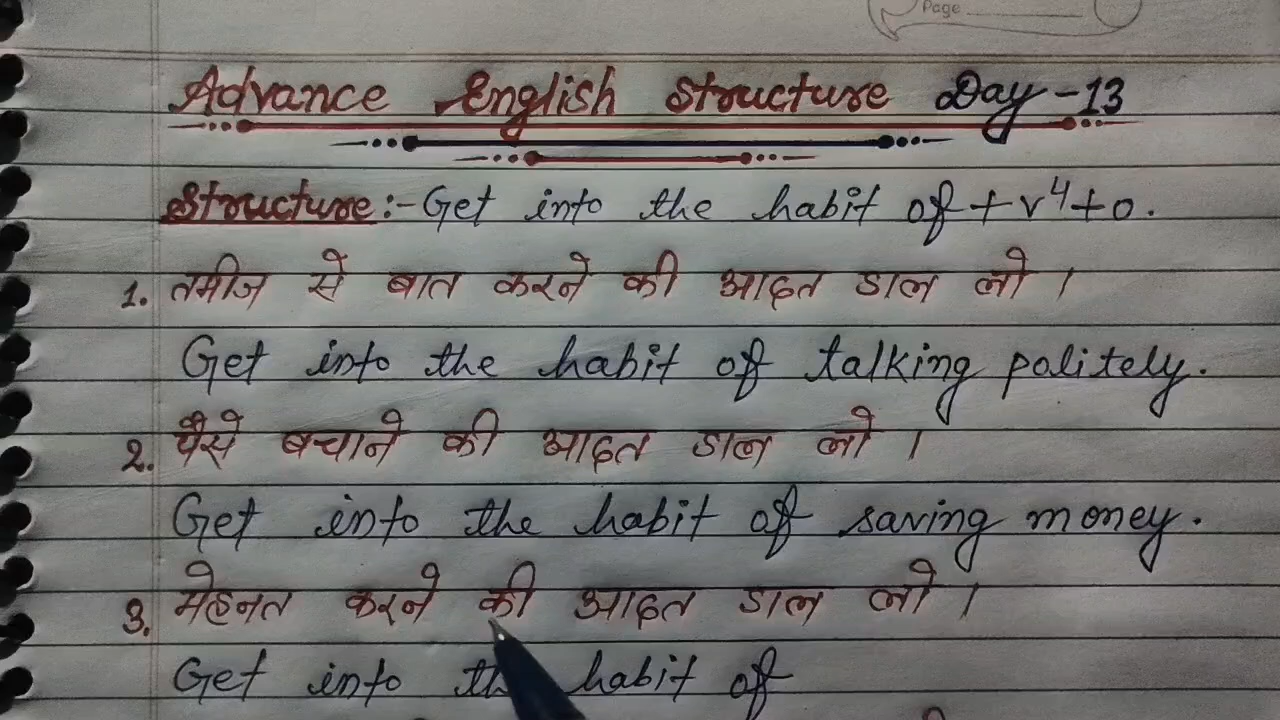 Page
Advance English Structure Day-13
Structure:- Get into the habit of + v⁴+o.
1. तमीज से बात करने की आदत डाल लो ।
Get into the habit of talking palitely.
2. पैसे बचाने की आदत डाल लो ।
Get into the habit of saving money.
3. मेहनत करने की आदत डाल लो ।
Get into the habit of